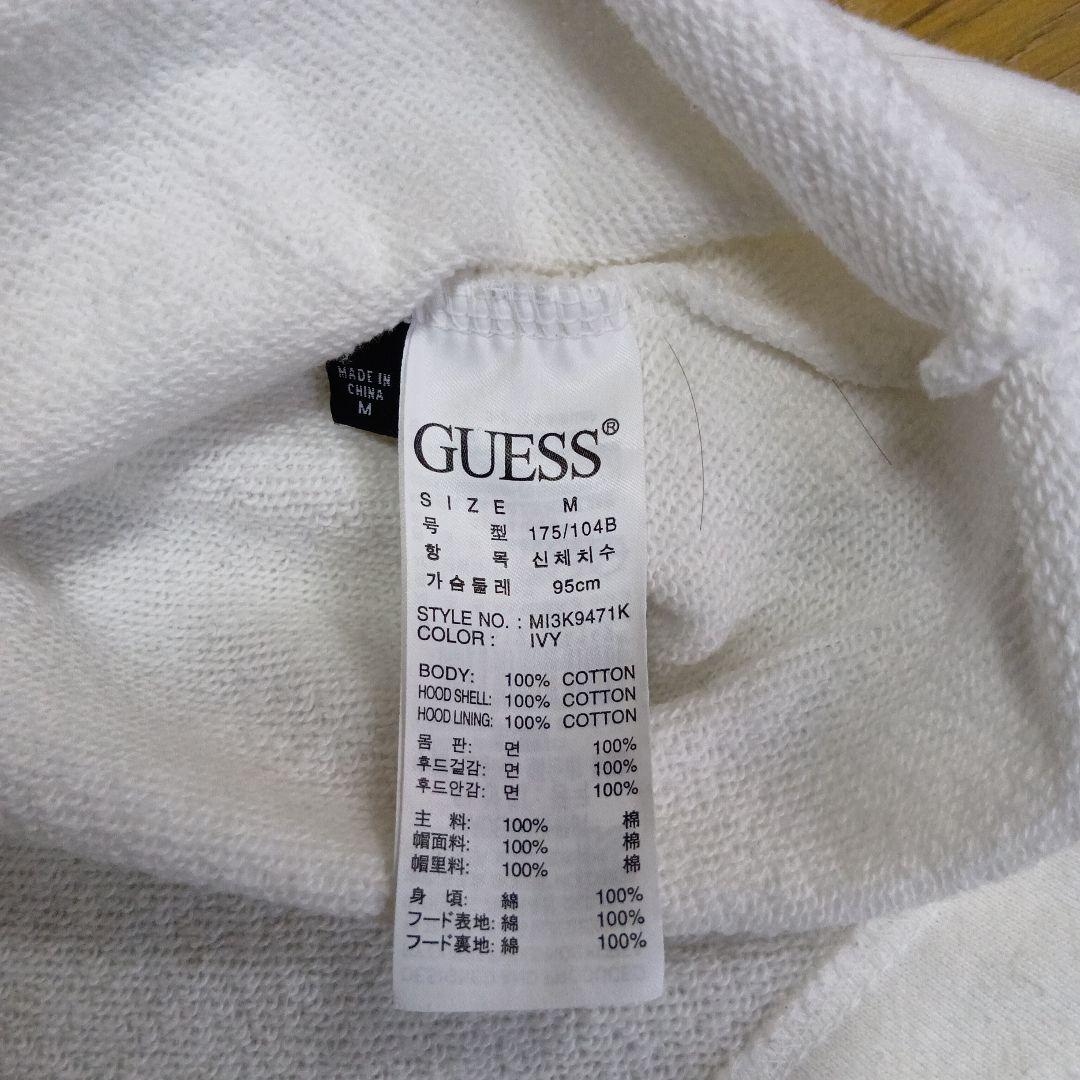 MADE IN
CHINA
M
GUESS®
SIZE M
号 型 175/104B
항 목 신체치수
가슴둘레 95cm
STYLE NO. : MI3K9471K
COLOR : IVY
BODY: 100% COTTON
HOOD SHELL: 100% COTTON
HOOD LINING: 100% COTTON
몸 판: 면 100%
후드겉감: 면 100%
후드안감: 면 100%
主 料: 100% 棉
帽面料: 100% 棉
帽里料: 100% 棉
身 頃: 綿 100%
フード表地: 綿 100%
フード裏地: 綿 100%